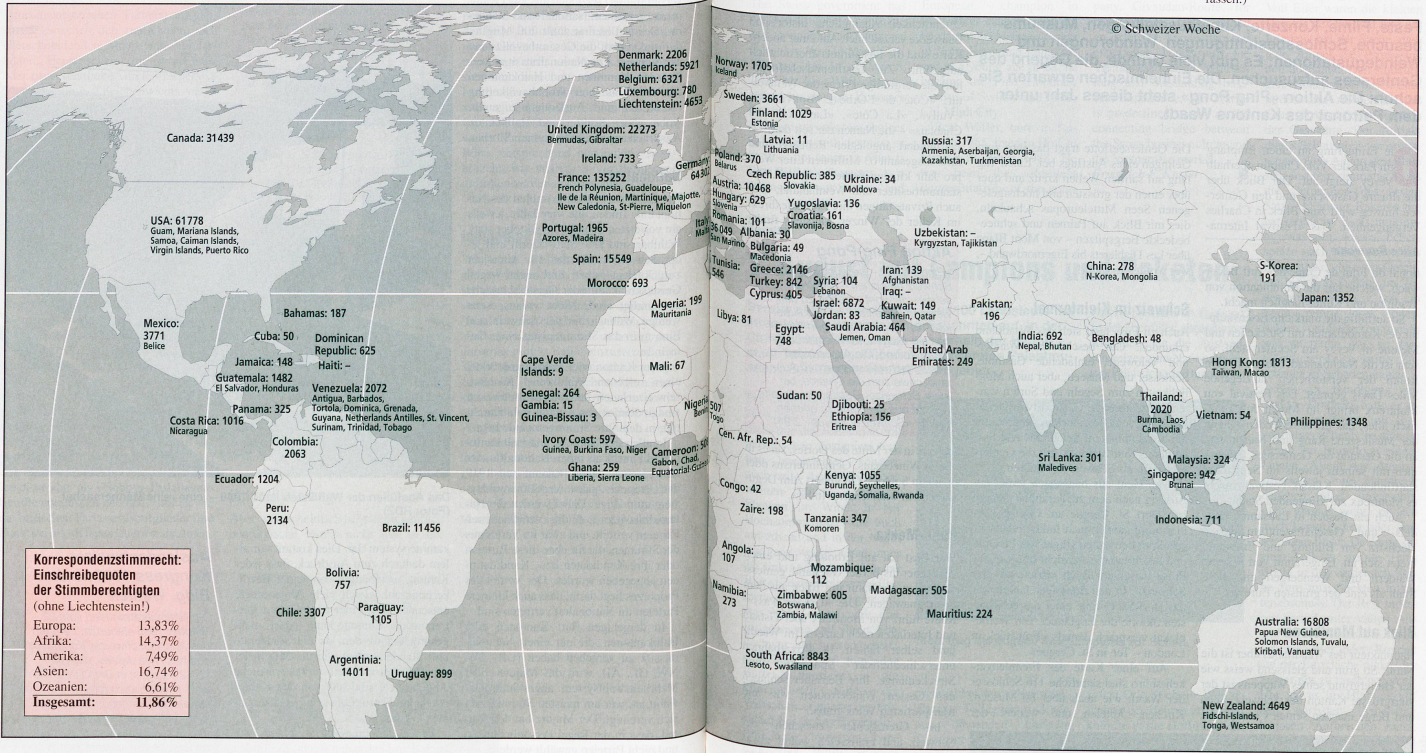 fassen.)
© Schweizer Woche
Denmark: 2206
Netherlands: 5921
Belgium: 6321
Luxembourg: 780
Liechtenstein: 4653
Norway: 1705
Iceland
Sweden: 3661
Finland: 1029
Estonia
Latvia: 11
Lithuania
Canada: 31439
United Kingdom: 22273
Bermudas, Gibraltar
Ireland: 733
Germany:
64302
France: 135252
French Polynesia, Guadeloupe,
Ile de la Réunion, Martinique, Majotte,
New Caledonia, St-Pierre, Miquelon
Portugal: 1965
Azores, Madeira
Spain: 15549
Morocco: 693
Poland: 370
Belarus
Czech Republic: 385
Slovakia
Ukraine: 34
Moldova
Russia: 317
Armenia, Aserbaijan, Georgia,
Kazakhstan, Turkmenistan
Austria: 10468
Hungary: 629
Slovenia
Romania: 101
Italy
36049
San Marino
Yugoslavia: 136
Croatia: 161
Slavonija, Bosna
Albania: 30
Bulgaria: 49
Macedonia
Greece: 2146
Turkey: 842
Cyprus: 405
Tunisia:
546
Uzbekistan: –
Kyrgyzstan, Tajikistan
USA: 61778
Guam, Mariana Islands,
Samoa, Caiman Islands,
Virgin Islands, Puerto Rico
Syria: 104
Lebanon
Israel: 6872
Jordan: 83
Saudi Arabia: 464
Jemen, Oman
Iran: 139
Afghanistan
Iraq: –
Kuwait: 149
Bahrein, Qatar
Pakistan:
196
China: 278
N-Korea, Mongolia
S-Korea:
191
Japan: 1352
Mexico:
3771
Belice
Bahamas: 187
Cuba: 50
Dominican
Republic: 625
Haiti: –
Jamaica: 148
Guatemala: 1482
El Salvador, Honduras
Panama: 325
Costa Rica: 1016
Nicaragua
Venezuela: 2072
Antigua, Barbados,
Tortola, Dominica, Grenada,
Guyana, Netherlands Antilles, St. Vincent,
Surinam, Trinidad, Tobago
Colombia:
2063
Ecuador: 1204
Peru:
2134
Brazil: 11456
Bolivia:
757
Chile: 3307
Paraguay:
1105
Argentinia:
14011
Uruguay: 899
Algeria: 199
Mauritania
Libya: 81
Egypt:
748
Mali: 67
Cape Verde
Islands: 9
Senegal: 264
Gambia: 15
Guinea-Bissau: 3
Ivory Coast: 597
Guinea, Burkina Faso, Niger
Ghana: 259
Liberia, Sierra Leone
Nigeria
507
Togo
Cameroon:
Gabon, Chad,
Sudan: 50
Djibouti: 25
Ethiopia: 156
Eritrea
Cen. Afr. Rep.: 54
Congo: 42
Zaire: 198
Kenya: 1055
Burundi, Seychelles,
Uganda, Somalia, Rwanda
Tanzania: 347
Komoren
Angola:
107
Mozambique:
112
Namibia:
273
Zimbabwe: 605
Botswana,
Zambia, Malawi
Madagascar: 505
Mauritius: 224
South Africa: 8843
Lesoto, Swasiland
United Arab
Emirates: 249
India: 692
Nepal, Bhutan
Bengladesh: 48
Hong Kong: 1813
Taiwan, Macao
Thailand:
2020
Burma, Laos,
Cambodia
Vietnam: 54
Philippines: 1348
Sri Lanka: 301
Maledives
Malaysia: 324
Singapore: 942
Brunai
Indonesia: 711
Australia: 16808
Papua New Guinea,
Solomon Islands, Tuvalu,
Kiribati, Vanuatu
New Zealand: 4649
Fidschi-Islands,
Tonga, Westsamoa
Korrespondenzstimmrecht:
Einschreibequoten
der Stimmberechtigten
(ohne Liechtenstein!)
Europa: 13,83%
Afrika: 14,37%
Amerika: 7,49%
Asien: 16,74%
Ozeanien: 6,61%
Insgesamt: 11,86%